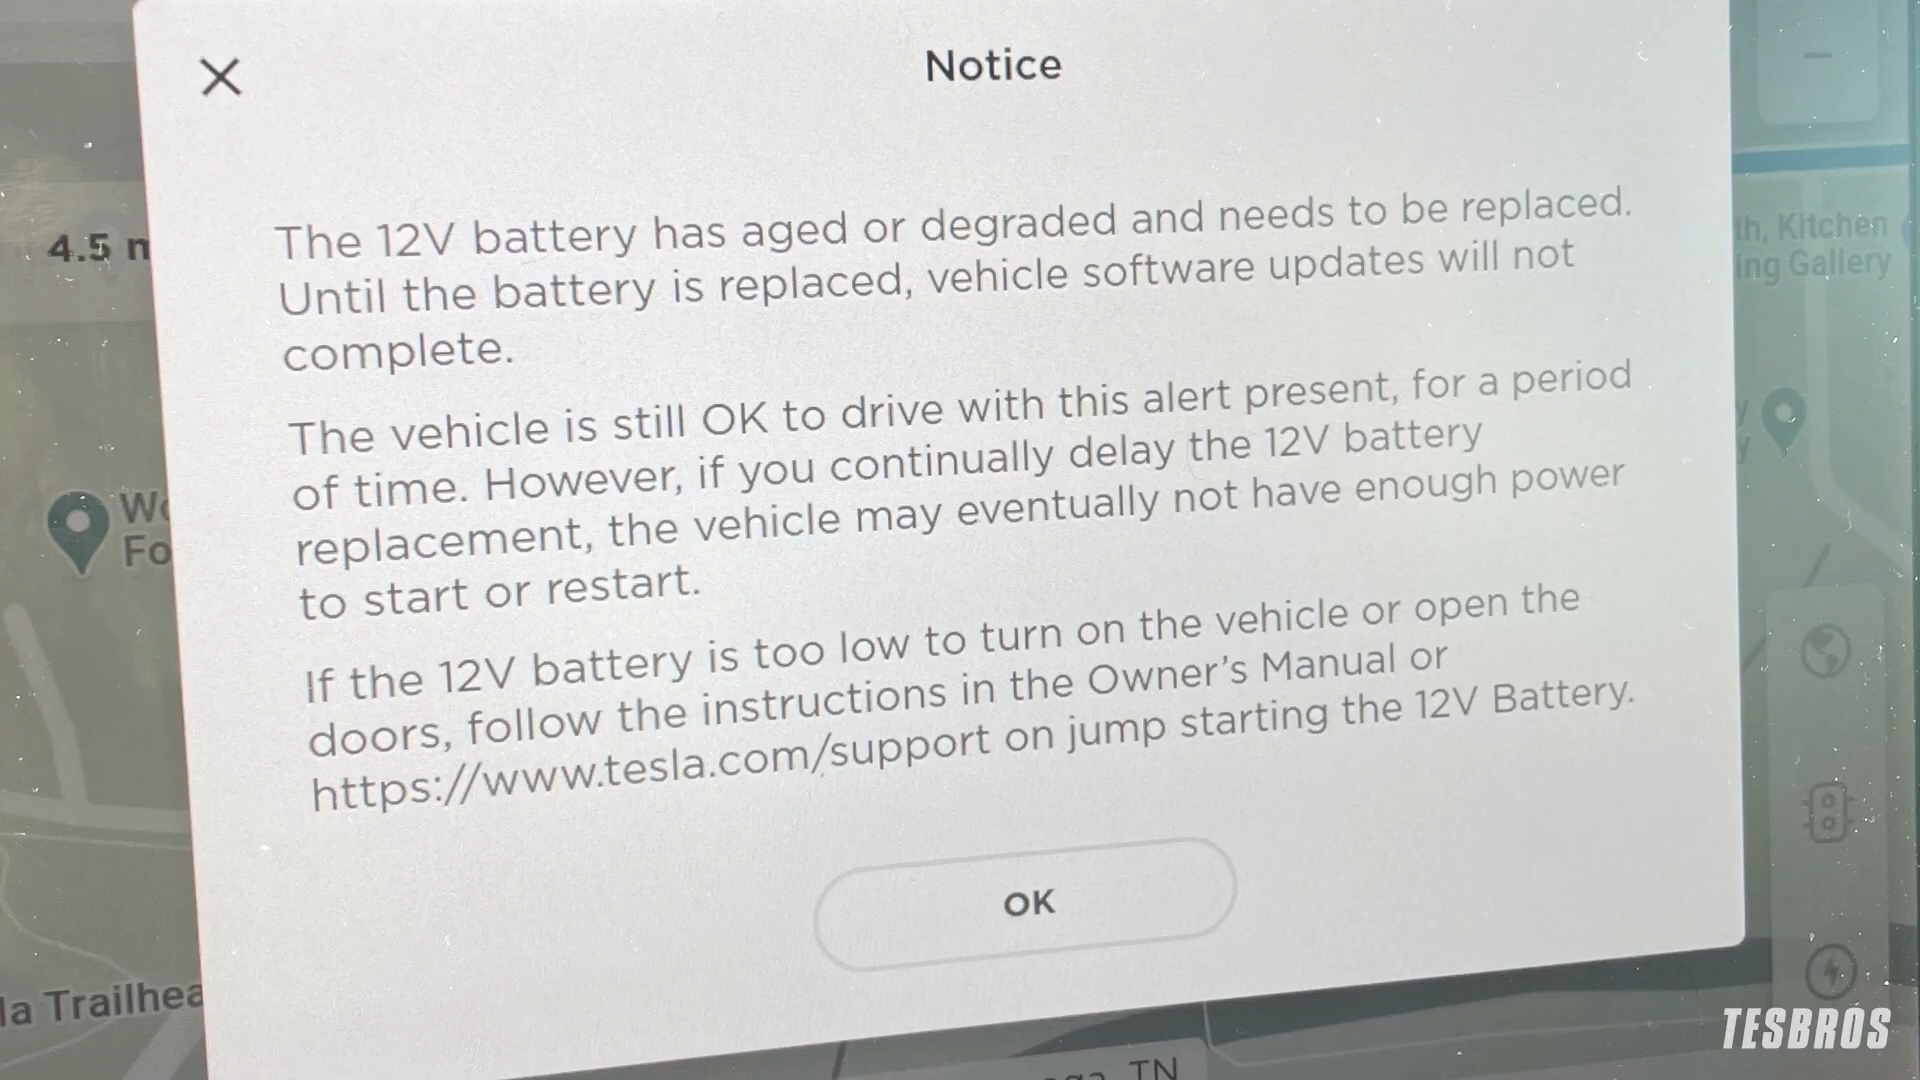 Notice
The 12V battery has aged or degraded and needs to be replaced.
Until the battery is replaced, vehicle software updates will not
complete.
The vehicle is still OK to drive with this alert present, for a period
of time. However, if you continually delay the 12V battery
replacement, the vehicle may eventually not have enough power
to start or restart.
If the 12V battery is too low to turn on the vehicle or open the
doors, follow the instructions in the Owner's Manual or
https://www.tesla.com/support on jump starting the 12V Battery.
OK
4.5
Kitchen
Gallery
TN
TESBROS